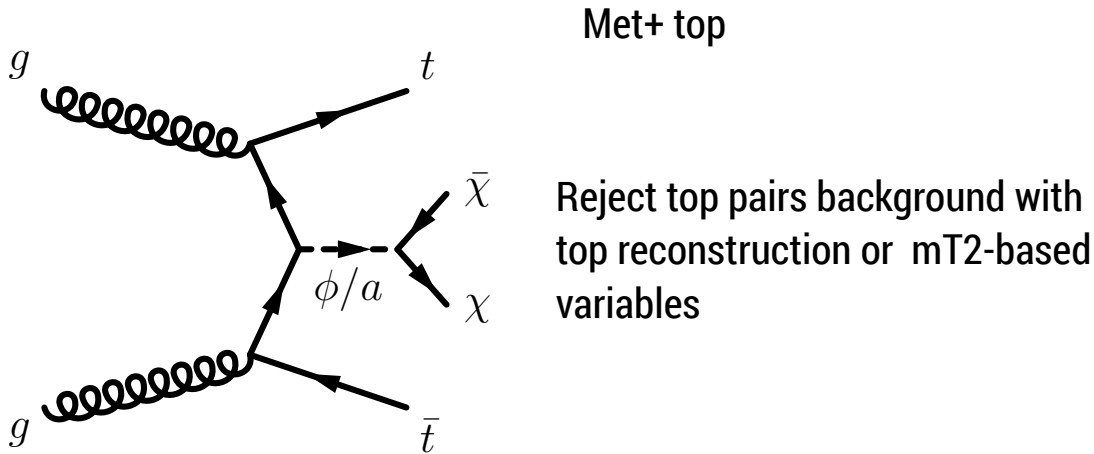 Met+ top
g
t
χ̄
ϕ/a
χ
g
t̄
Reject top pairs background with
top reconstruction or mT2-based
variables